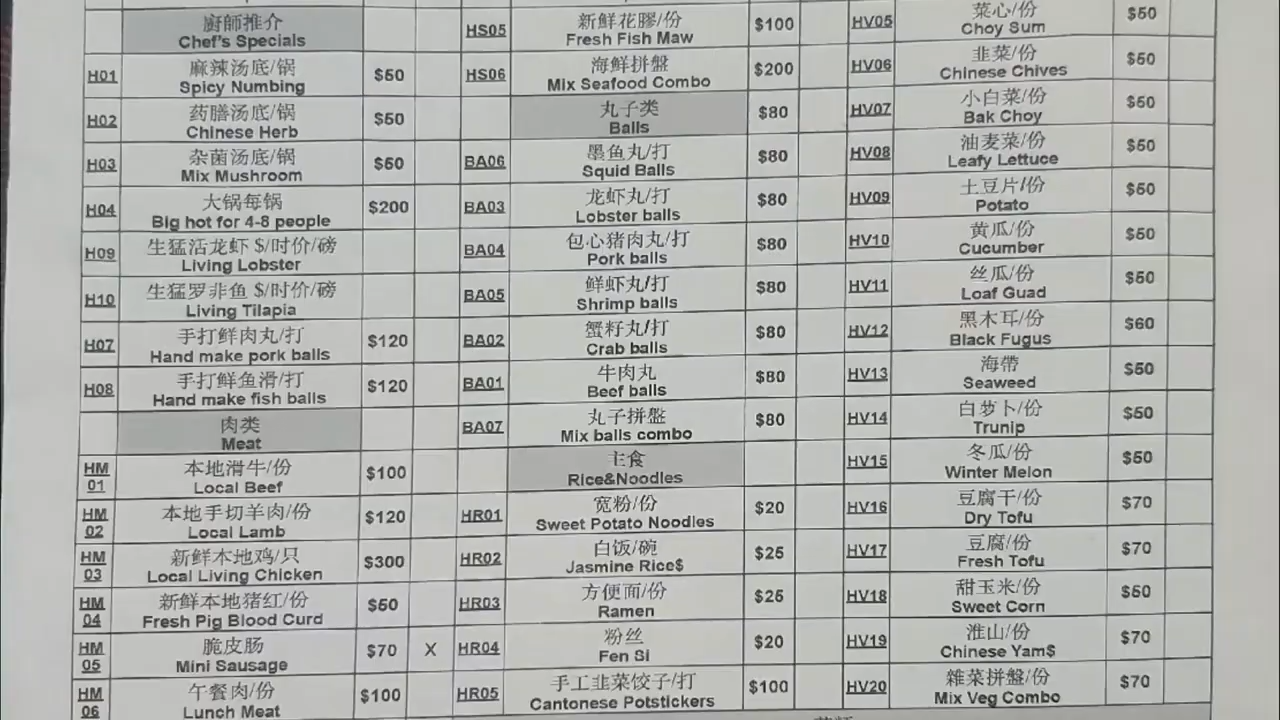 廚師推介
Chef's Specials
HS05
新鮮花膠/份
Fresh Fish Maw
$100
HV05
菜心/份
Choy Sum
$50
H01
麻辣汤底/锅
Spicy Numbing
$50
HS06
海鮮拼盤
Mix Seafood Combo
$200
HV06
韭菜/份
Chinese Chives
$50
H02
药膳汤底/锅
Chinese Herb
$50
丸子类
Balls
$80
HV07
小白菜/份
Bak Choy
$50
H03
杂菌汤底/锅
Mix Mushroom
$50
BA06
墨鱼丸/打
Squid Balls
$80
HV08
油麦菜/份
Leafy Lettuce
$50
H04
大锅每锅
Big hot for 4-8 people
$200
BA03
龙虾丸/打
Lobster balls
$80
HV09
土豆片/份
Potato
$50
H09
生猛活龙虾 $/时价/磅
Living Lobster
BA04
包心猪肉丸/打
Pork balls
$80
HV10
黄瓜/份
Cucumber
$50
H10
生猛罗非鱼 $/时价/磅
Living Tilapia
BA05
鲜虾丸/打
Shrimp balls
$80
HV11
丝瓜/份
Loaf Guad
$50
H07
手打鲜肉丸/打
Hand make pork balls
$120
BA02
蟹籽丸/打
Crab balls
$80
HV12
黑木耳/份
Black Fugus
$60
H08
手打鲜鱼滑/打
Hand make fish balls
$120
BA01
牛肉丸
Beef balls
$80
HV13
海帶
Seaweed
$50
肉类
Meat
BA07
丸子拼盤
Mix balls combo
$80
HV14
白萝卜/份
Trunip
$50
HM
01
本地滑牛/份
Local Beef
$100
主食
Rice&Noodles
HV15
冬瓜/份
Winter Melon
$50
HM
02
本地手切羊肉/份
Local Lamb
$120
HR01
宽粉/份
Sweet Potato Noodles
$20
HV16
豆腐干/份
Dry Tofu
$70
HM
03
新鲜本地鸡/只
Local Living Chicken
$300
HR02
白饭/碗
Jasmine Rice$
$25
HV17
豆腐/份
Fresh Tofu
$70
HM
04
新鲜本地猪红/份
Fresh Pig Blood Curd
$50
HR03
方便面/份
Ramen
$25
HV18
甜玉米/份
Sweet Corn
$50
HM
05
脆皮肠
Mini Sausage
$70
X
HR04
粉丝
Fen Si
$20
HV19
淮山/份
Chinese Yam$
$70
HM
06
午餐肉/份
Lunch Meat
$100
HR05
手工韭菜饺子/打
Cantonese Potstickers
$100
HV20
雜菜拼盤/份
Mix Veg Combo
$70